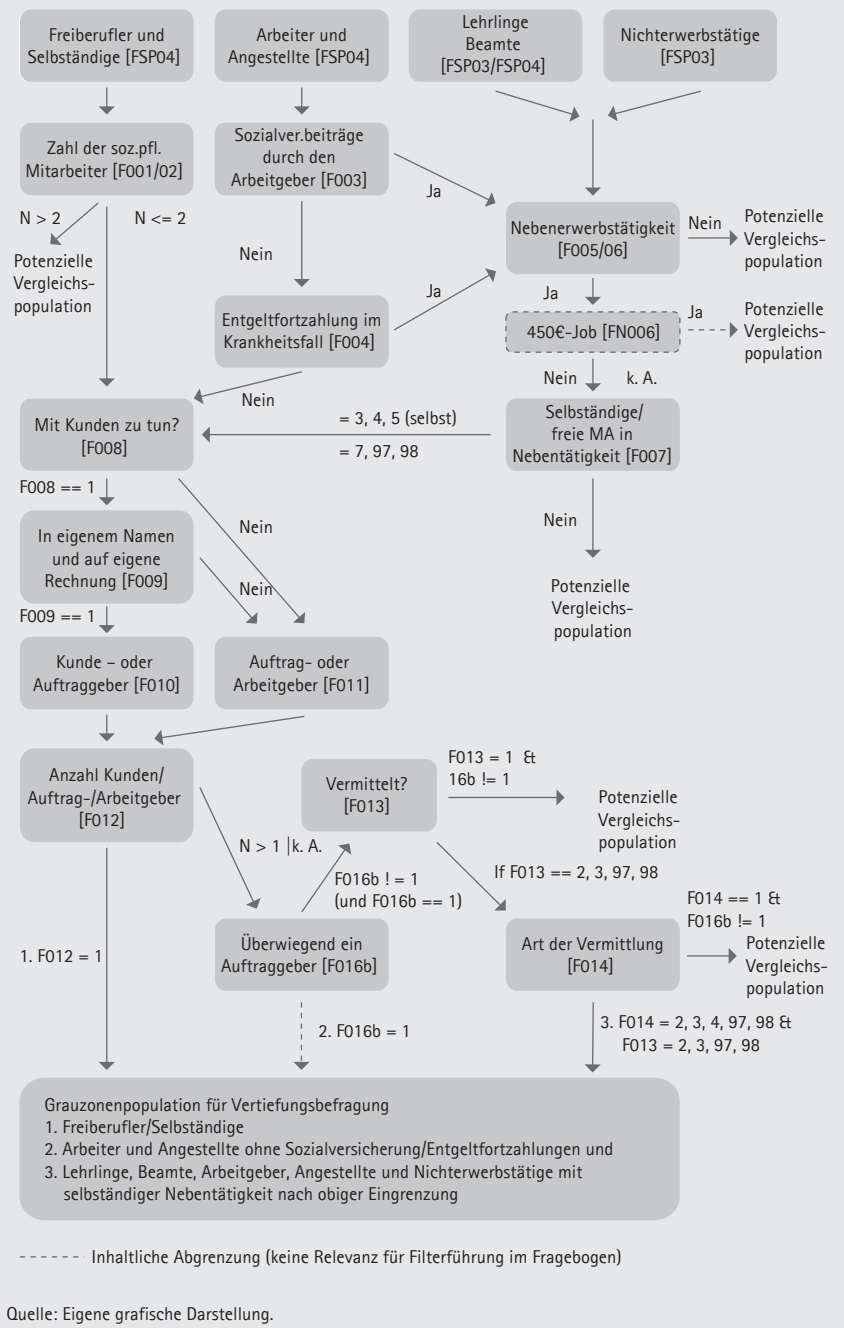 Freiberufler und
Selbständige [FSP04]
Arbeiter und
Angestellte [FSP04]
Lehrlinge
Beamte
[FSP03/FSP04]
Nichterwerbstätige
[FSP03]
Zahl der soz.pfl.
Mitarbeiter [F001/02]
Sozialver.beiträge
durch den
Arbeitgeber [F003]
Ja
N > 2
N <= 2
Potenzielle
Vergleichs-
population
Nein
Nebenerwerbstätigkeit
[F005/06]
Nein
Potenzielle
Vergleichs-
population
Ja
Ja
Entgeltfortzahlung im
Krankheitsfall [F004]
450€-Job [FN006]
Ja
Potenzielle
Vergleichs-
population
Nein
Nein
k. A.
Mit Kunden zu tun?
[F008]
= 3, 4, 5 (selbst)
= 7, 97, 98
Selbständige/
freie MA in
Nebentätigkeit [F007]
F008 == 1
Nein
Nein
In eigenem Namen
und auf eigene
Rechnung [F009]
Nein
Potenzielle
Vergleichs-
population
F009 == 1
Kunde – oder
Auftraggeber [F010]
Auftrag- oder
Arbeitgeber [F011]
Anzahl Kunden/
Auftrag-/Arbeitgeber
[F012]
Vermittelt?
[F013]
F013 = 1 &
16b != 1
Potenzielle
Vergleichs-
population
N > 1 | k. A.
F016b ! = 1
(und F016b == 1)
If F013 == 2, 3, 97, 98
F014 == 1 &
F016b != 1
1. F012 = 1
Überwiegend ein
Auftraggeber [F016b]
Art der Vermittlung
[F014]
Potenzielle
Vergleichs-
population
2. F016b = 1
3. F014 = 2, 3, 4, 97, 98 &
F013 = 2, 3, 97, 98
Grauzonenpopulation für Vertiefungsbefragung
1. Freiberufler/Selbständige
2. Arbeiter und Angestellte ohne Sozialversicherung/Entgeltfortzahlungen und
3. Lehrlinge, Beamte, Arbeitgeber, Angestellte und Nichterwerbstätige mit
selbständiger Nebentätigkeit nach obiger Eingrenzung
Inhaltliche Abgrenzung (keine Relevanz für Filterführung im Fragebogen)
Quelle: Eigene grafische Darstellung.